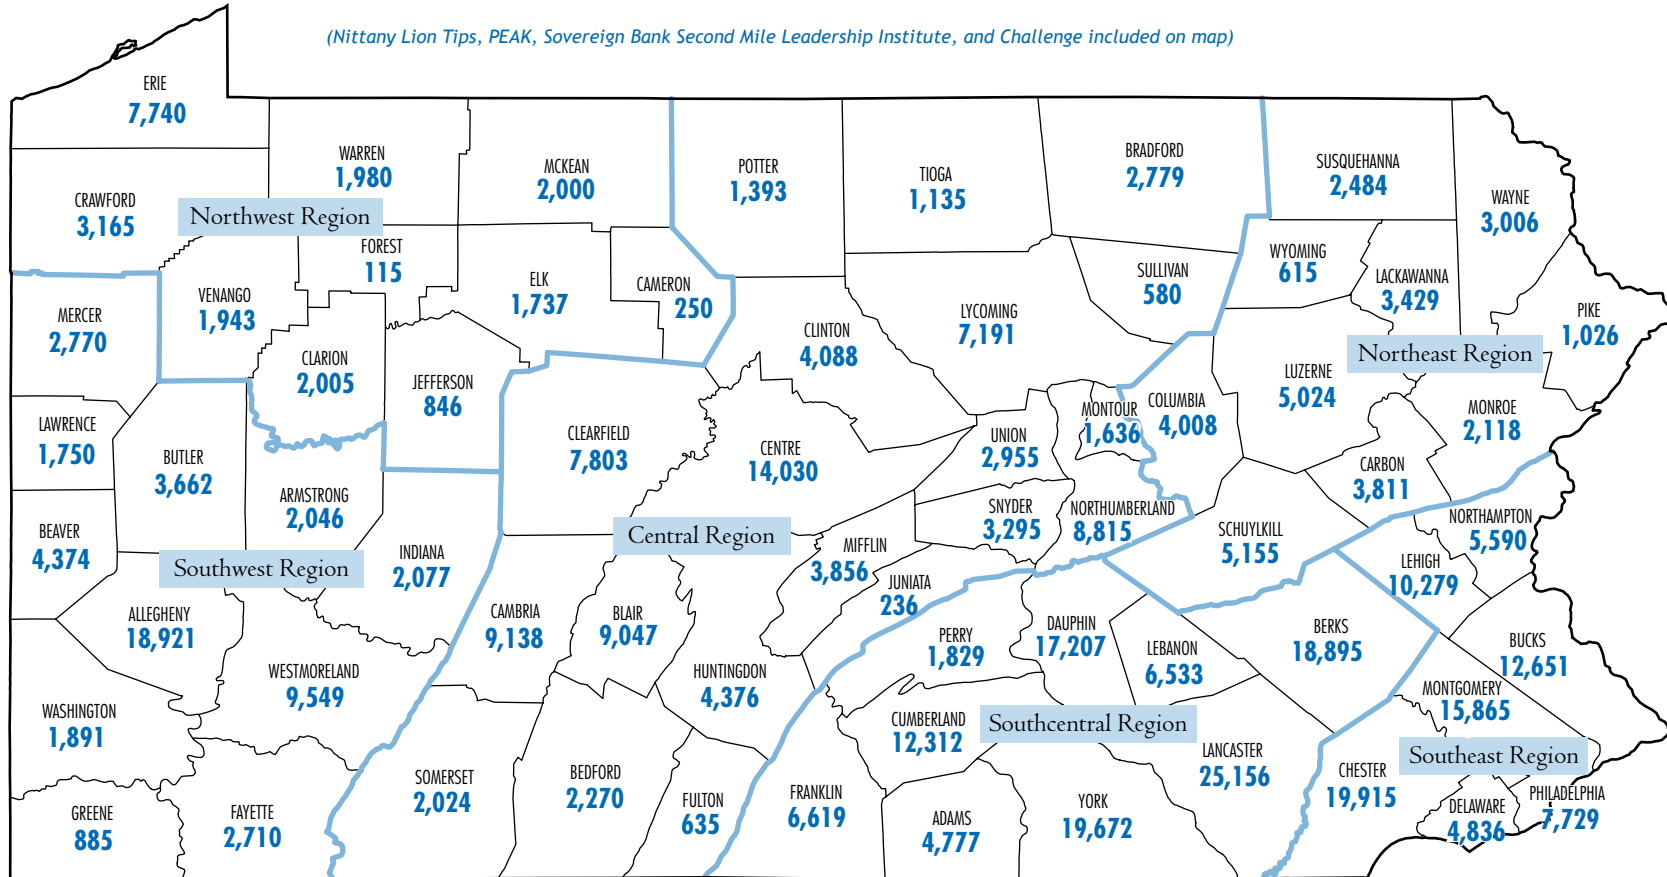 (Nittany Lion Tips, PEAK, Sovereign Bank Second Mile Leadership Institute, and Challenge included on map)
ERIE
7,740
WARREN
1,980
MCKEAN
2,000
POTTER
1,393
TIOGA
1,135
BRADFORD
2,779
SUSQUEHANNA
2,484
WAYNE
3,006
CRAWFORD
3,165
Northwest Region
FOREST
115
ELK
1,737
CAMERON
250
SULLIVAN
580
WYOMING
615
LACKAWANNA
3,429
PIKE
1,026
MERCER
2,770
VENANGO
1,943
CLARION
2,005
JEFFERSON
846
CLINTON
4,088
LYCOMING
7,191
Northeast Region
LUZERNE
5,024
MONROE
2,118
LAWRENCE
1,750
BUTLER
3,662
CLEARFIELD
7,803
CENTRE
14,030
UNION
2,955
MONTOUR
1,636
COLUMBIA
4,008
CARBON
3,811
ARMSTRONG
2,046
BEAVER
4,374
INDIANA
2,077
Central Region
SNYDER
3,295
NORTHUMBERLAND
8,815
SCHUYLKILL
5,155
NORTHAMPTON
5,590
Southwest Region
MIFFLIN
3,856
JUNIATA
236
LEHIGH
10,279
ALLEGHENY
18,921
CAMBRIA
9,138
BLAIR
9,047
PERRY
1,829
DAUPHIN
17,207
LEBANON
6,533
BERKS
18,895
BUCKS
12,651
WESTMORELAND
9,549
HUNTINGDON
4,376
MONTGOMERY
15,865
WASHINGTON
1,891
CUMBERLAND
12,312
Southcentral Region
LANCASTER
25,156
Southeast Region
CHESTER
19,915
GREENE
885
FAYETTE
2,710
SOMERSET
2,024
BEDFORD
2,270
FULTON
635
FRANKLIN
6,619
ADAMS
4,777
YORK
19,672
DELAWARE
4,836
PHILADELPHIA
7,729